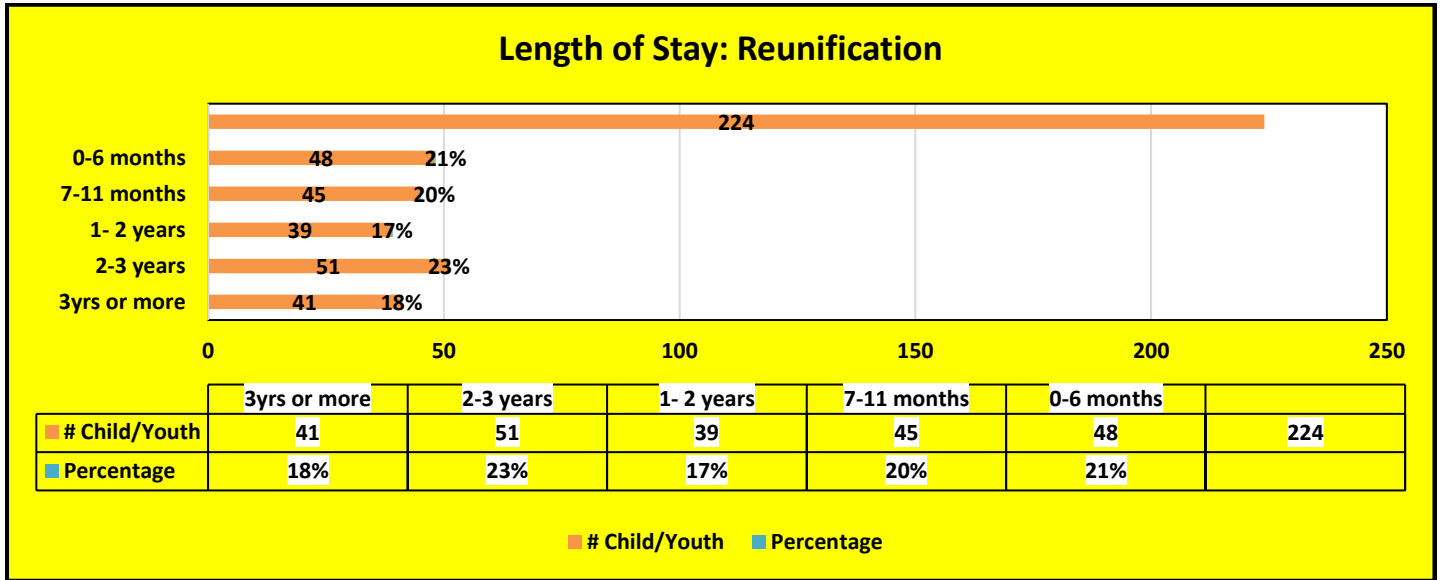 Length of Stay: Reunification
224
0-6 months 48 21%
7-11 months 45 20%
1- 2 years 39 17%
2-3 years 51 23%
3yrs or more 41 18%
0 50 100 150 200 250
3yrs or more 2-3 years 1- 2 years 7-11 months 0-6 months
# Child/Youth 41 51 39 45 48 224
Percentage 18% 23% 17% 20% 21%
# Child/Youth Percentage